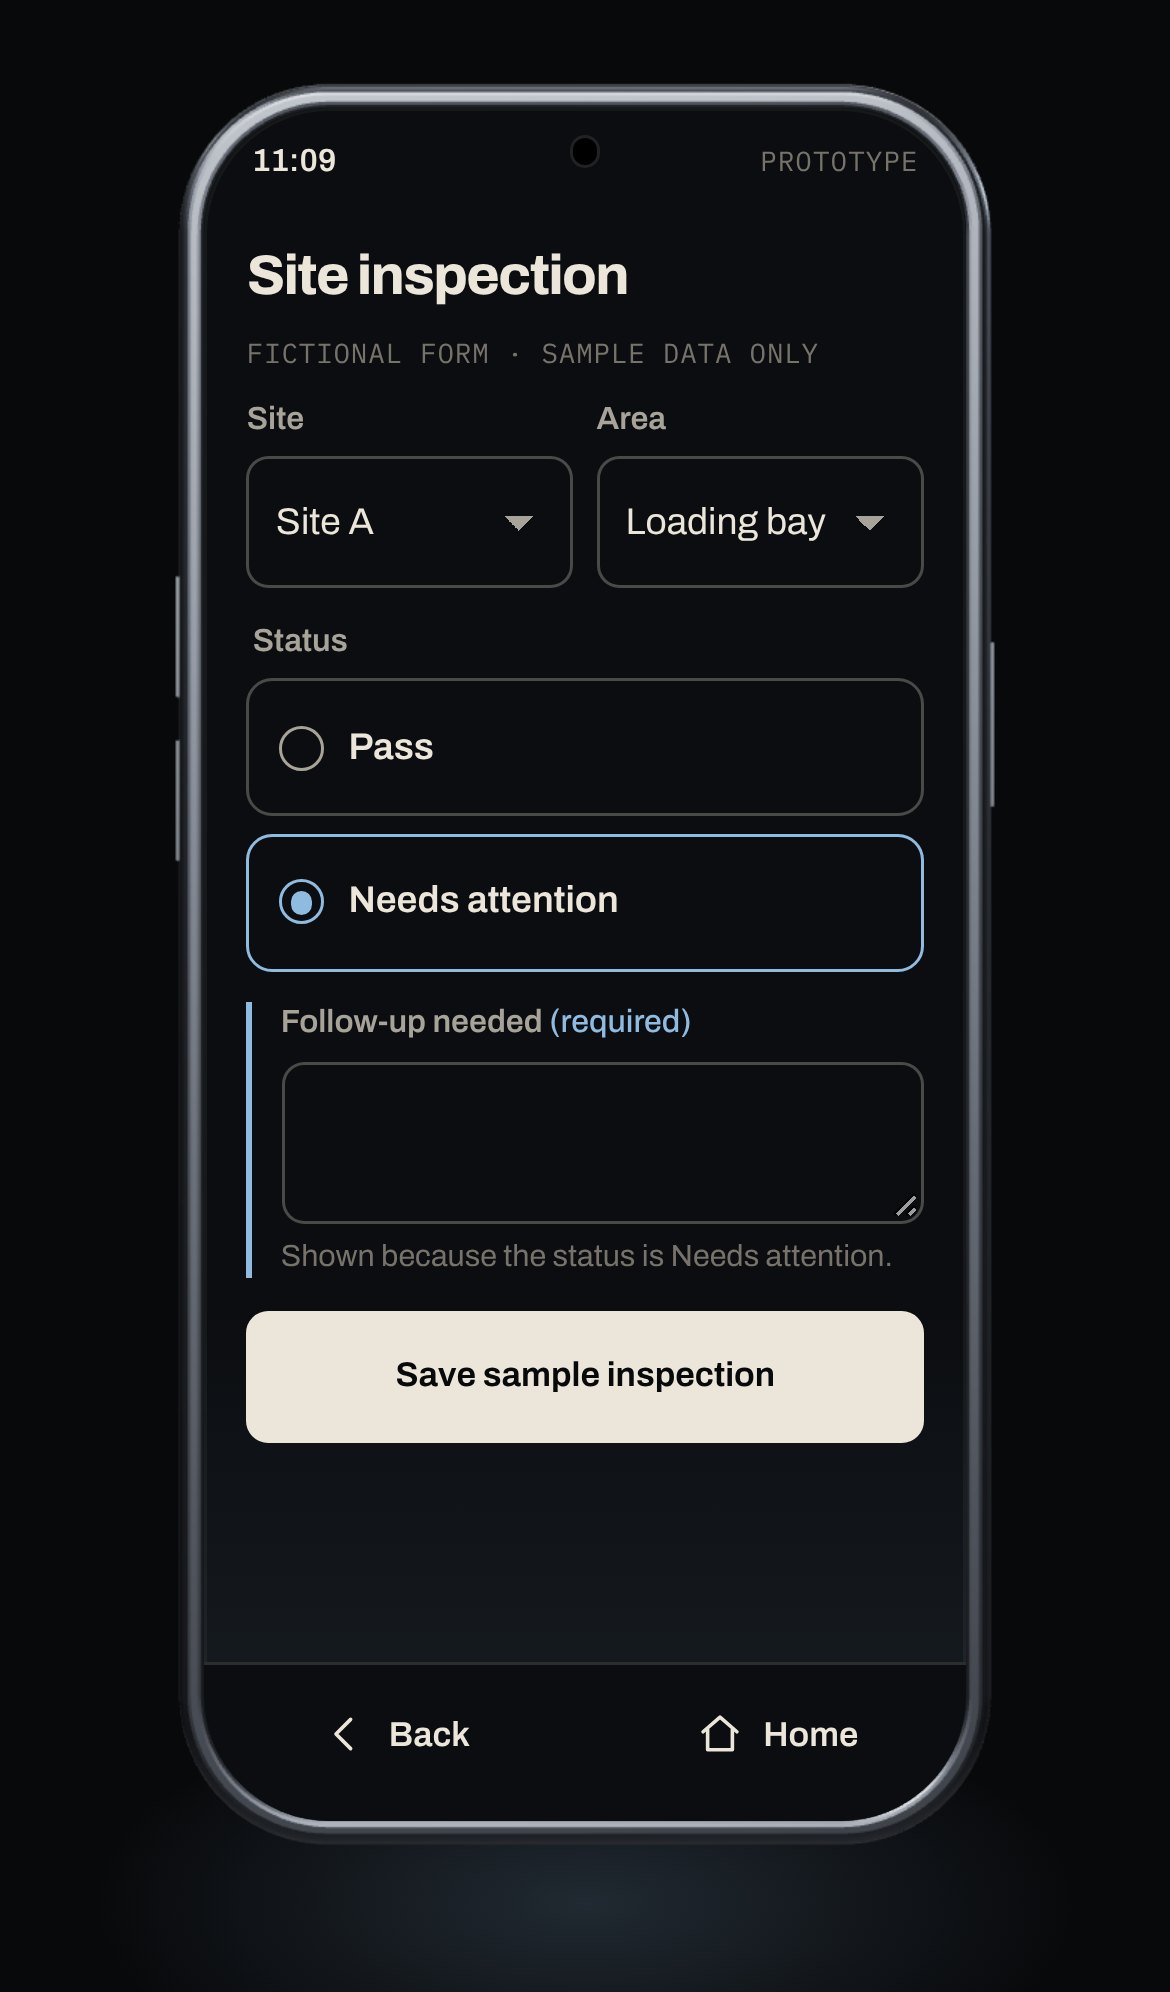 11:09 PROTOTYPE
Site inspection
FICTIONAL FORM · SAMPLE DATA ONLY
Site Area
Site A Loading bay
Status
Pass
Needs attention
Follow-up needed (required)
Shown because the status is Needs attention.
Save sample inspection
Back Home